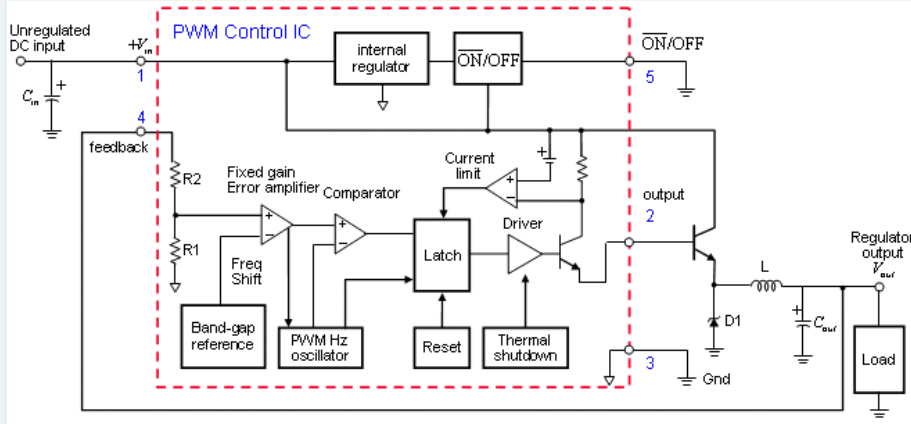 Unregulated
DC input
PWM Control IC
+Vin
1
Cin
+
4
feedback
internal
regulator
ON/OFF
ON/OFF
5
R2
R1
Fixed gain
Error amplifier
Comparator
Current
limit
+
+
−
+
−
+
−
Freq
Shift
Latch
Driver
output
2
Band-gap
reference
PWM Hz
oscillator
Reset
Thermal
shutdown
3
Gnd
L
D1
+
Cout
Regulator
output
Vout
Load